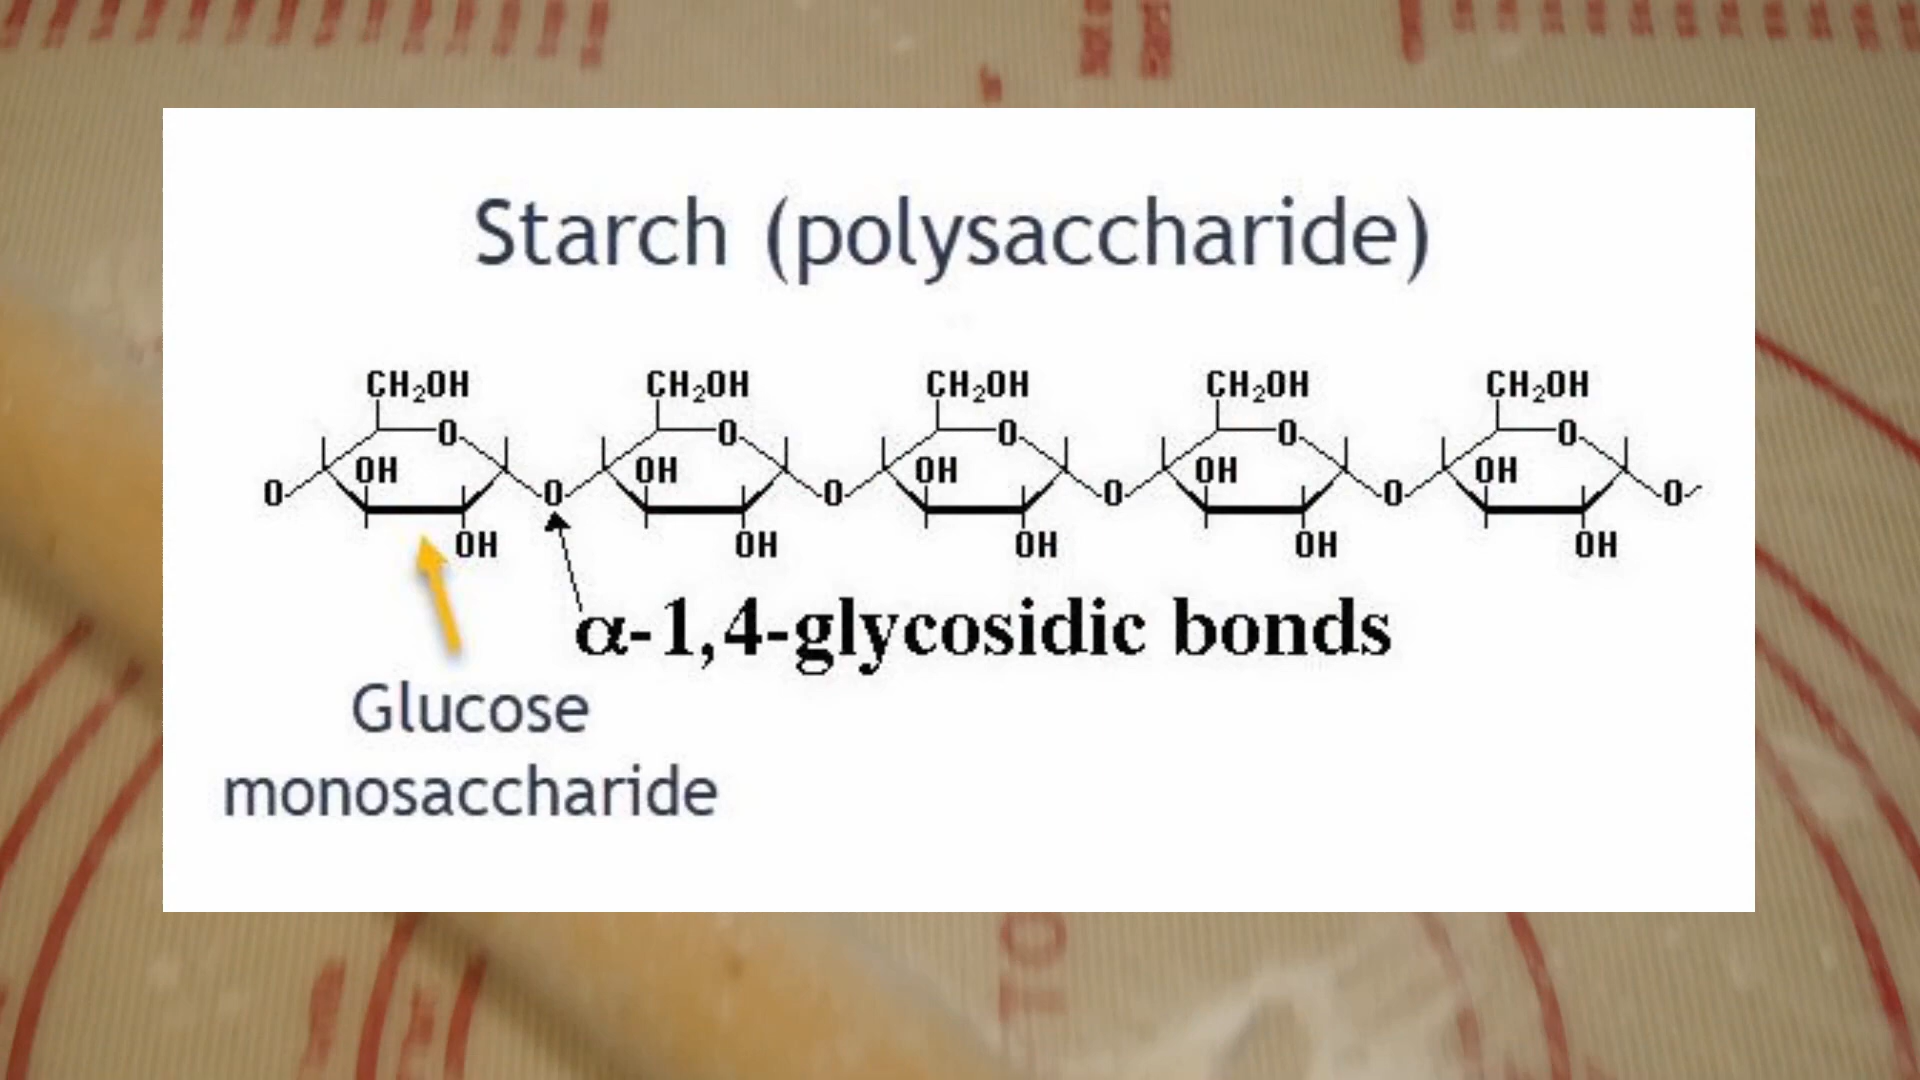 Starch (polysaccharide)
CH₂OH CH₂OH CH₂OH CH₂OH CH₂OH
O O O O O
OH OH OH OH OH
O O O O O O
OH OH OH OH OH
α-1,4-glycosidic bonds
Glucose
monosaccharide